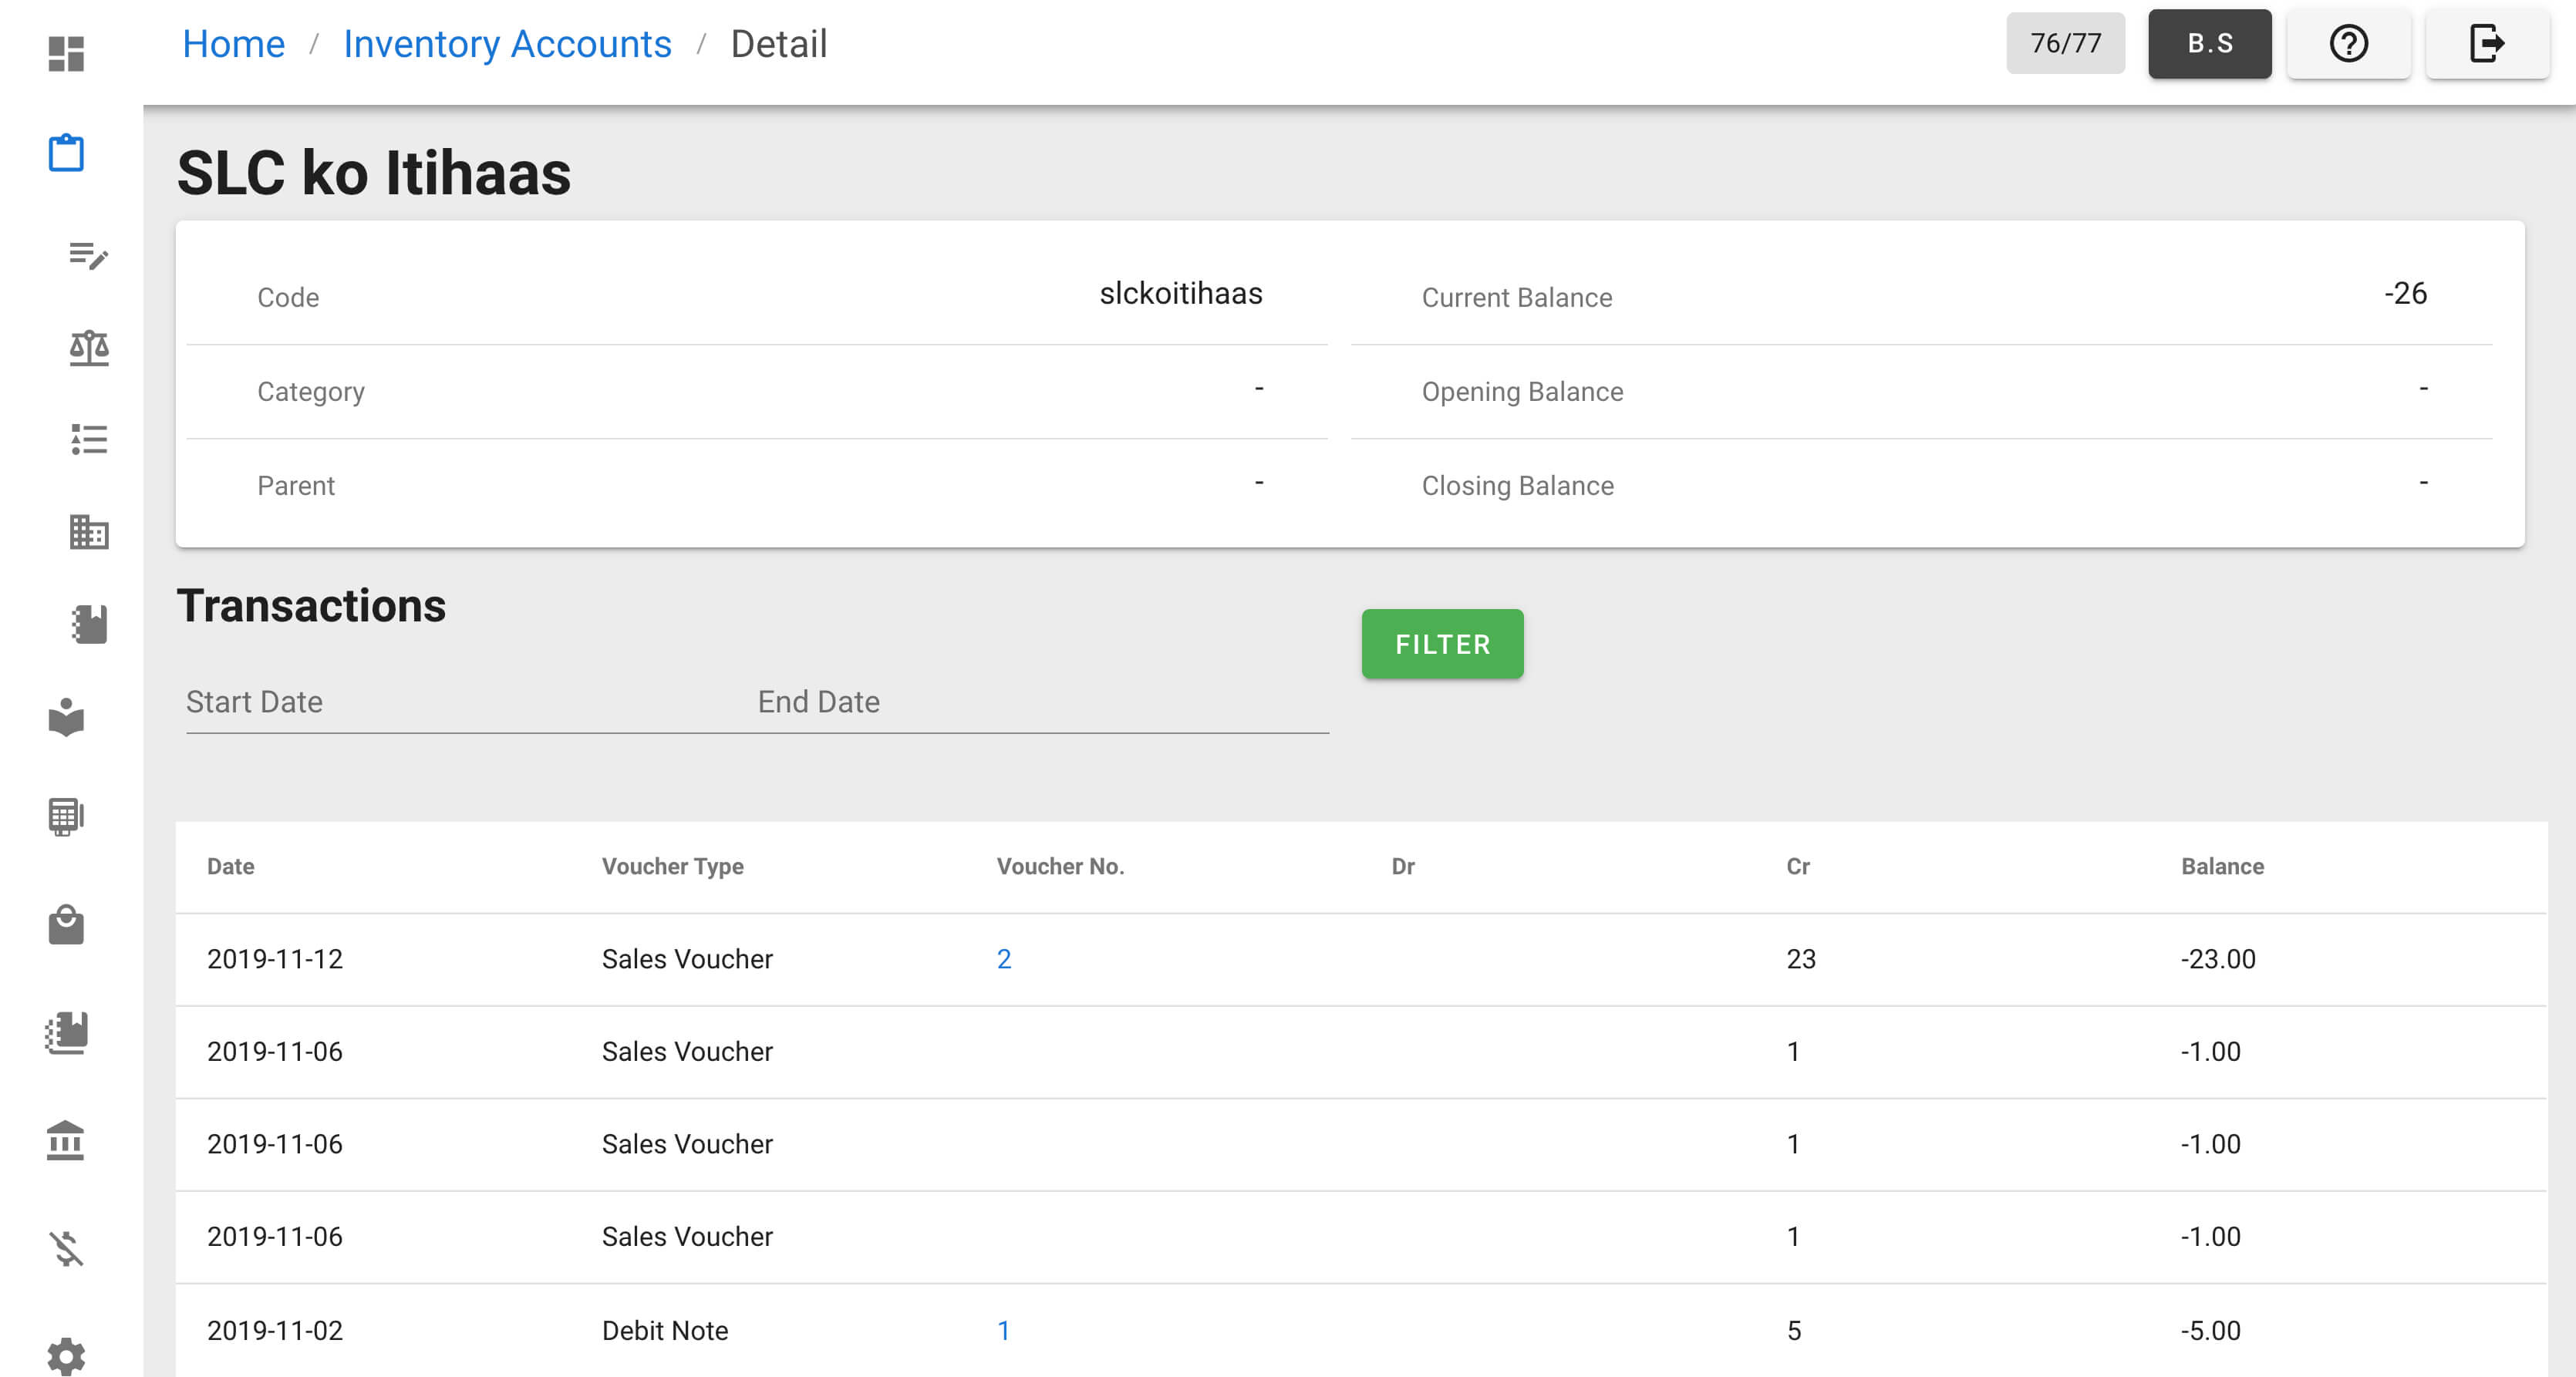 Home / Inventory Accounts / Detail
76/77
B.S
SLC ko Itihaas
Code slckoitihaas Current Balance -26
Category - Opening Balance -
Parent - Closing Balance -
Transactions
FILTER
Start Date End Date
Date Voucher Type Voucher No. Dr Cr Balance
2019-11-12 Sales Voucher 2 23 -23.00
2019-11-06 Sales Voucher 1 -1.00
2019-11-06 Sales Voucher 1 -1.00
2019-11-06 Sales Voucher 1 -1.00
2019-11-02 Debit Note 1 5 -5.00